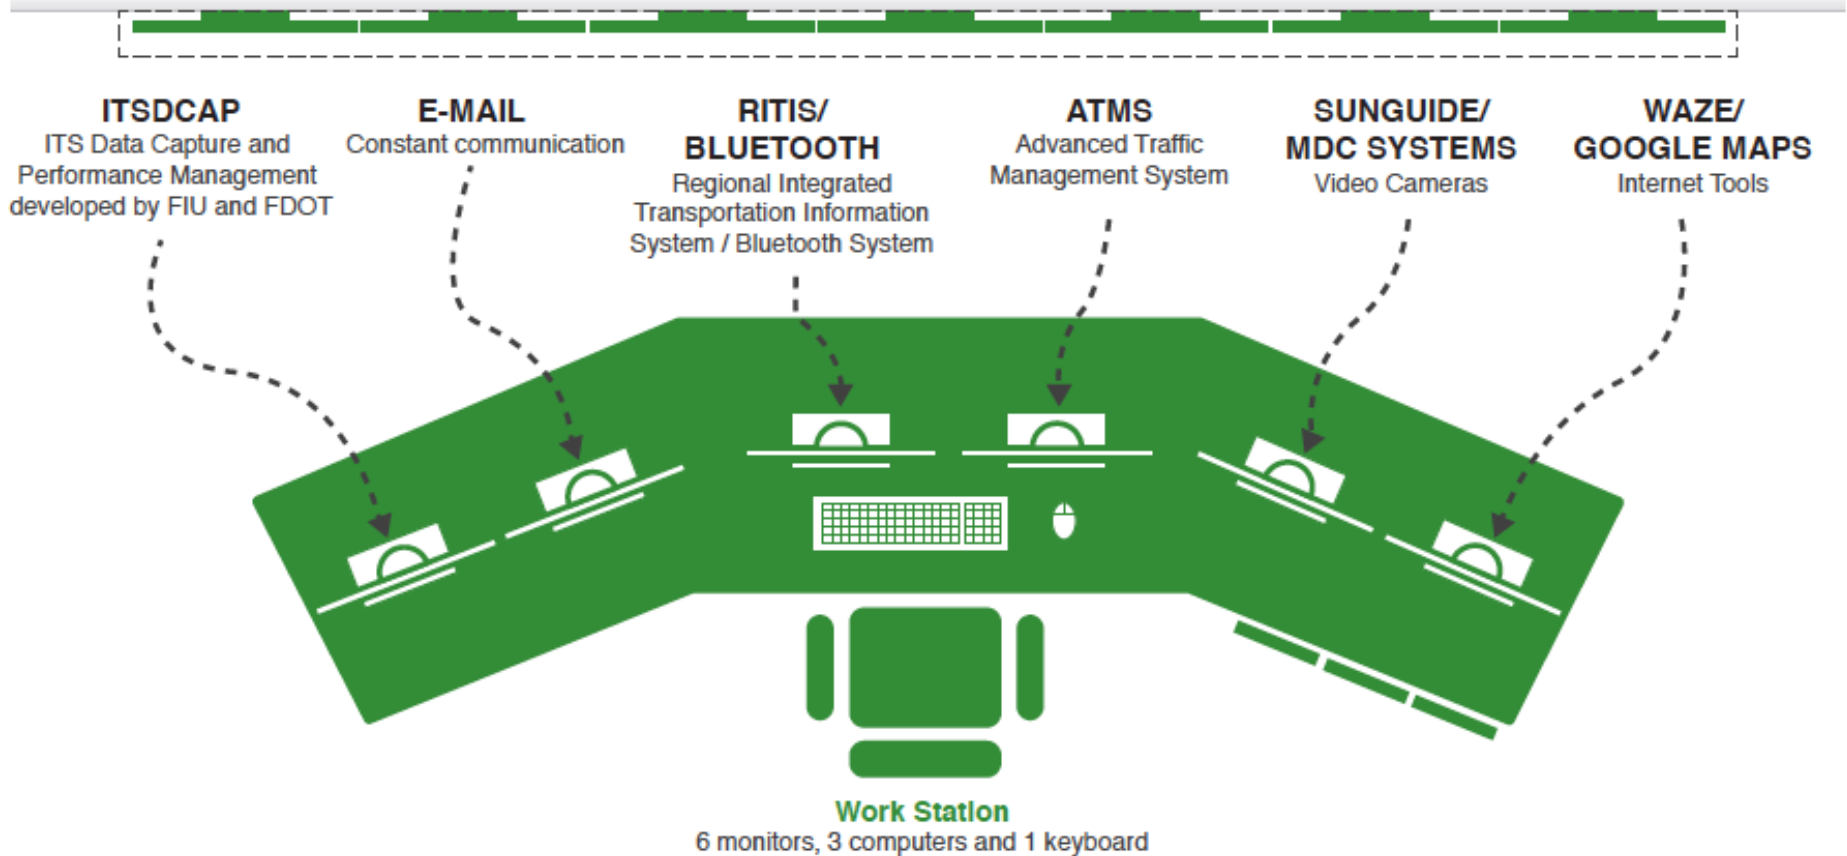 ITSDCAP
ITS Data Capture and
Performance Management
developed by FIU and FDOT
E-MAIL
Constant communication
RITIS/
BLUETOOTH
Regional Integrated
Transportation Information
System / Bluetooth System
ATMS
Advanced Traffic
Management System
SUNGUIDE/
MDC SYSTEMS
Video Cameras
WAZE/
GOOGLE MAPS
Internet Tools
Work Station
6 monitors, 3 computers and 1 keyboard